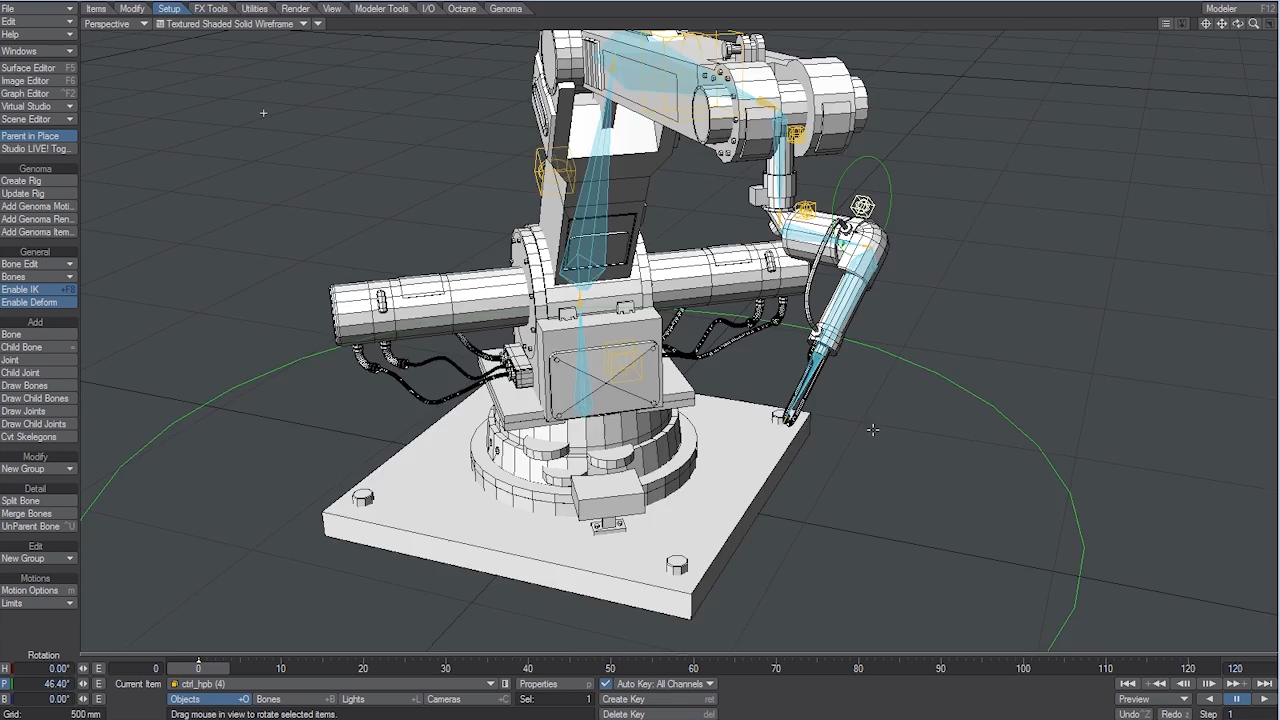 File Items Modify Setup FX Tools Utilities Render View Modeler Tools I/O Octane Genoma Modeler F12
Edit Perspective Textured Shaded Solid Wireframe
Help
Windows
Surface Editor F5
Image Editor F6
Graph Editor ^F2
Virtual Studio
Scene Editor
Parent in Place
Studio LIVE! Tog...
Genoma
Create Rig
Update Rig
Add Genoma Moti...
Add Genoma Ren...
Add Genoma Item...
General
Bone Edit
Bones
Enable IK +F8
Enable Deform
Add
Bone
Child Bone =
Joint
Child Joint
Draw Bones
Draw Child Bones
Draw Joints
Draw Child Joints
Cvt Skelegons
Modify
New Group
Detail
Split Bone
Merge Bones
UnParent Bone ^U
Edit
New Group
Motions
Motion Options m
Limits
Rotation
H 0.00° E 0 0 10 20 30 40 50 60 70 80 90 100 110 120 120
P 46.40° E Current Item ctrl_hpb (4) Properties p Auto Key: All Channels
B 0.00° E Objects +O Bones +B Lights +L Cameras +C Sel: 1 Create Key ret Preview
Grid: 500 mm Drag mouse in view to rotate selected items. Delete Key del Undo ^Z Redo z Step 1